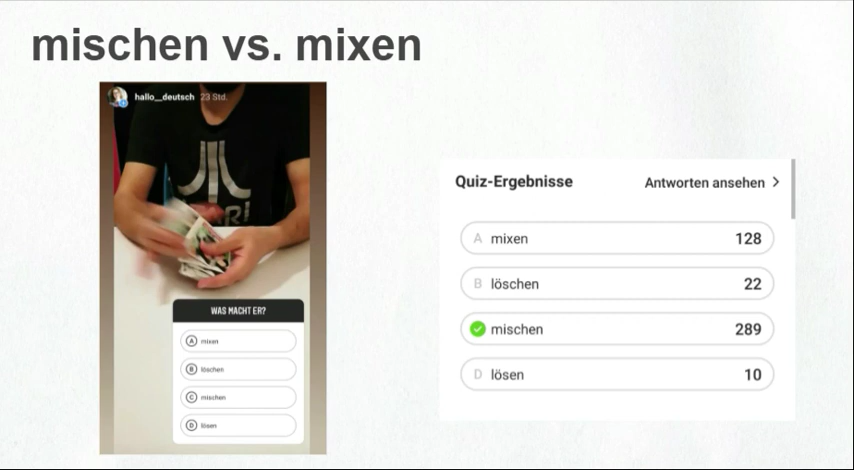 mischen vs. mixen
hallo__deutsch 23 Std.
WAS MACHT ER?
A mixen
B löschen
C mischen
D lösen
Quiz-Ergebnisse
Antworten ansehen >
A mixen 128
B löschen 22
mischen 289
D lösen 10